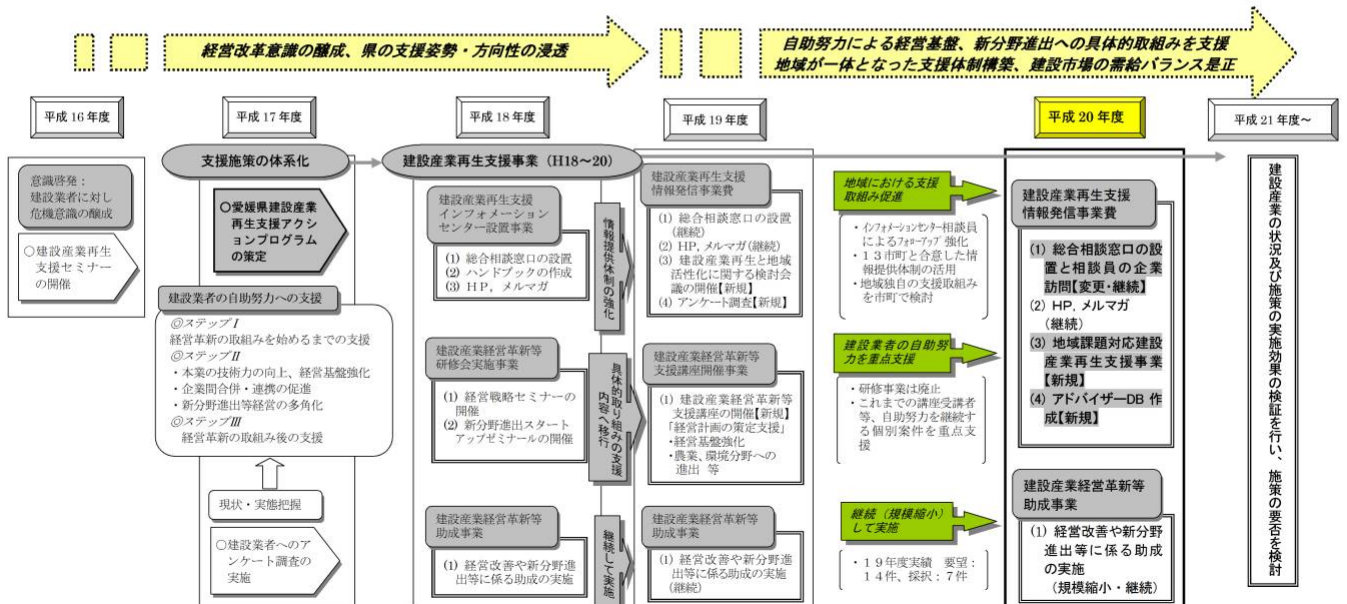 経営改革意識の醸成、県の支援姿勢・方向性の浸透
自助努力による経営基盤、新分野進出への具体的取組みを支援
地域が一体となった支援体制構築、建設市場の需給バランス是正
平成 16 年度
平成 17 年度
平成 18 年度
平成 19 年度
平成 20 年度
平成 21 年度～
意識啓発：
建設業者に対し
危機意識の醸成
○建設産業再生
支援セミナー
の開催
支援施策の体系化
○愛媛県建設産業
再生支援アクシ
ョンプログラム
の策定
建設業者の自助努力への支援
◎ステップⅠ
経営革新の取組みを始めるまでの支援
◎ステップⅡ
・本業の技術力の向上、経営基盤強化
・企業間合併・連携の促進
・新分野進出等経営の多角化
◎ステップⅢ
経営革新の取組み後の支援
現状・実態把握
○建設業者へのア
ンケート調査の
実施
建設産業再生支援事業（H18～20）
建設産業再生支援
インフォメーション
センター設置事業
(1) 総合相談窓口の設置
(2) ハンドブックの作成
(3) ＨＰ、メルマガ
建設産業経営革新等
研修会実施事業
(1) 経営戦略セミナーの
開催
(2) 新分野進出スタート
アップゼミナールの開催
建設産業経営革新等
助成事業
(1) 経営改善や新分野進
出等に係る助成の実施
情報提供体制の強化
具体的取り組みの支援
内容へ移行
継続して実施
建設産業再生支援
情報発信事業費
(1) 総合相談窓口の設置
(継続)
(2) HP、メルマガ(継続)
(3) 建設産業再生と地域
活性化に関する検討会
議の開催【新規】
(4) アンケート調査【新規】
建設産業経営革新等
支援講座開催事業
(1) 建設産業経営革新等
支援講座の開催【新規】
「経営計画の策定支援」
・経営基盤強化
・農業、環境分野への
進出 等
建設産業経営革新等
助成事業
(1) 経営改善や新分野進
出等に係る助成の実施
(継続)
地域における支援
取組み促進
・インフォメーションセンター相談員
によるフォローアップ強化
・１３市町と合意した情
報提供体制の活用
・地域独自の支援取組み
を市町で検討
建設業者の自助努
力を重点支援
・研修事業は廃止
・これまでの講座受講者
等、自助努力を継続す
る個別案件を重点支
援
継続（規模縮小）
して実施
・１９年度実績 要望：
１４件、採択：７件
建設産業再生支援
情報発信事業費
(1) 総合相談窓口の設
置と相談員の企業
訪問【変更・継続】
(2) HP, メルマガ
(継続)
(3) 地域課題対応建設
産業再生支援事業
【新規】
(4) アドバイザーDB 作
成【新規】
建設産業経営革新等
助成事業
(1) 経営改善や新分野
進出等に係る助成
の実施
(規模縮小・継続)
建設産業の状況及び施策の実施効果の検証を行い、施策の要否を検討